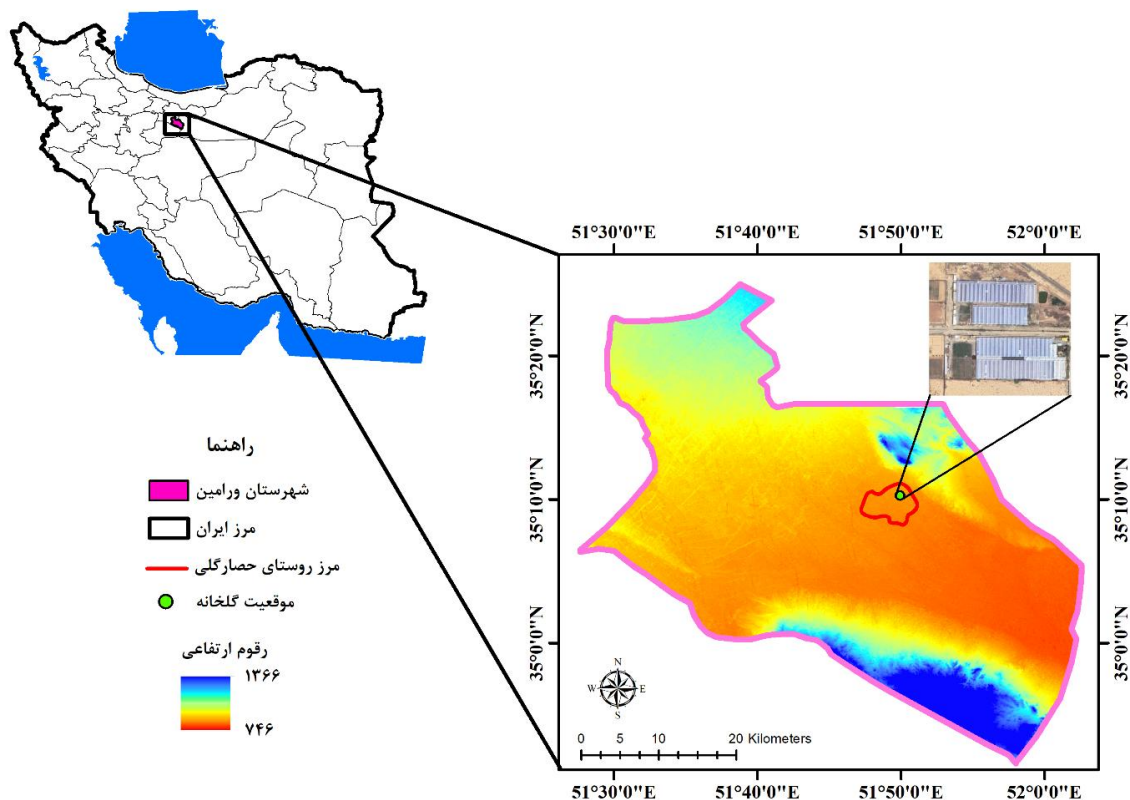 51°30'0"E 51°40'0"E 51°50'0"E 52°0'0"E
35°20'0"N 35°20'0"N
35°10'0"N 35°10'0"N
35°0'0"N 35°0'0"N
راهنما
شهرستان ورامین
مرز ایران
مرز روستای حصارگلی
موقعیت گلخانه
رقوم ارتفاعی
۱۳۶۶
۷۴۶
N
W E
S
0 5 10 20 Kilometers
51°30'0"E 51°40'0"E 51°50'0"E 52°0'0"E